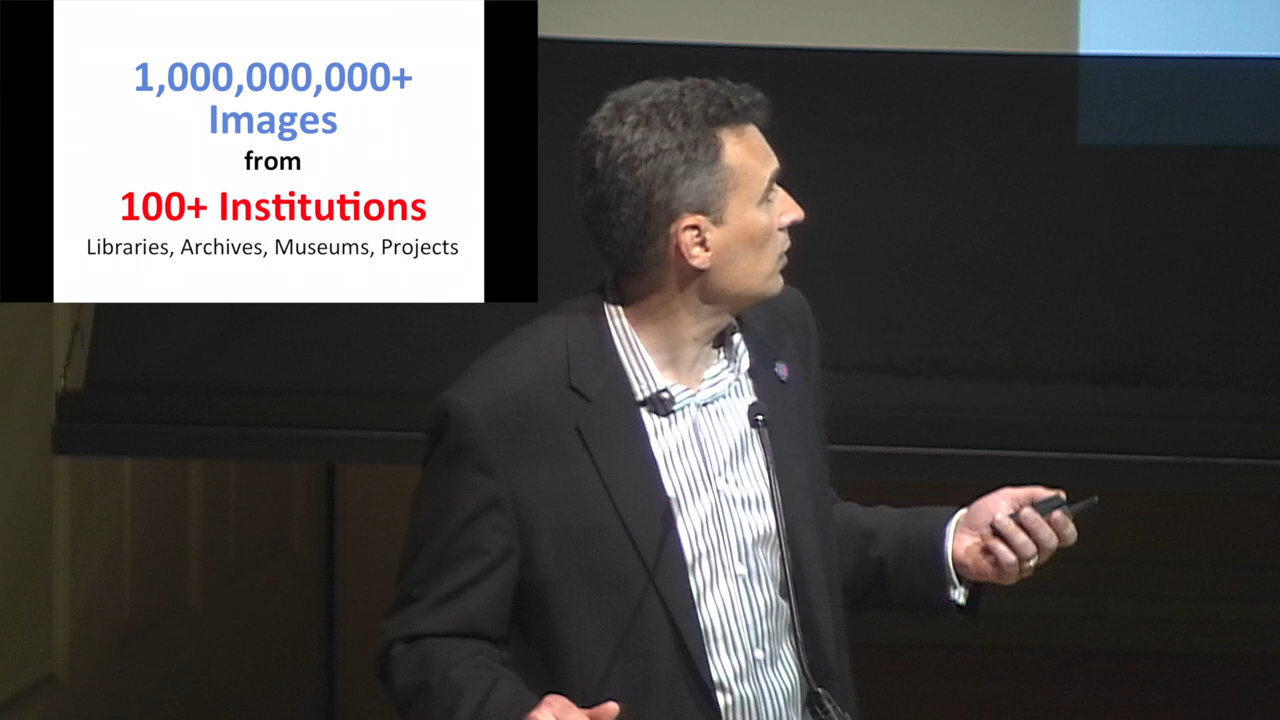 1,000,000,000+
Images
from
100+ Institutions
Libraries, Archives, Museums, Projects